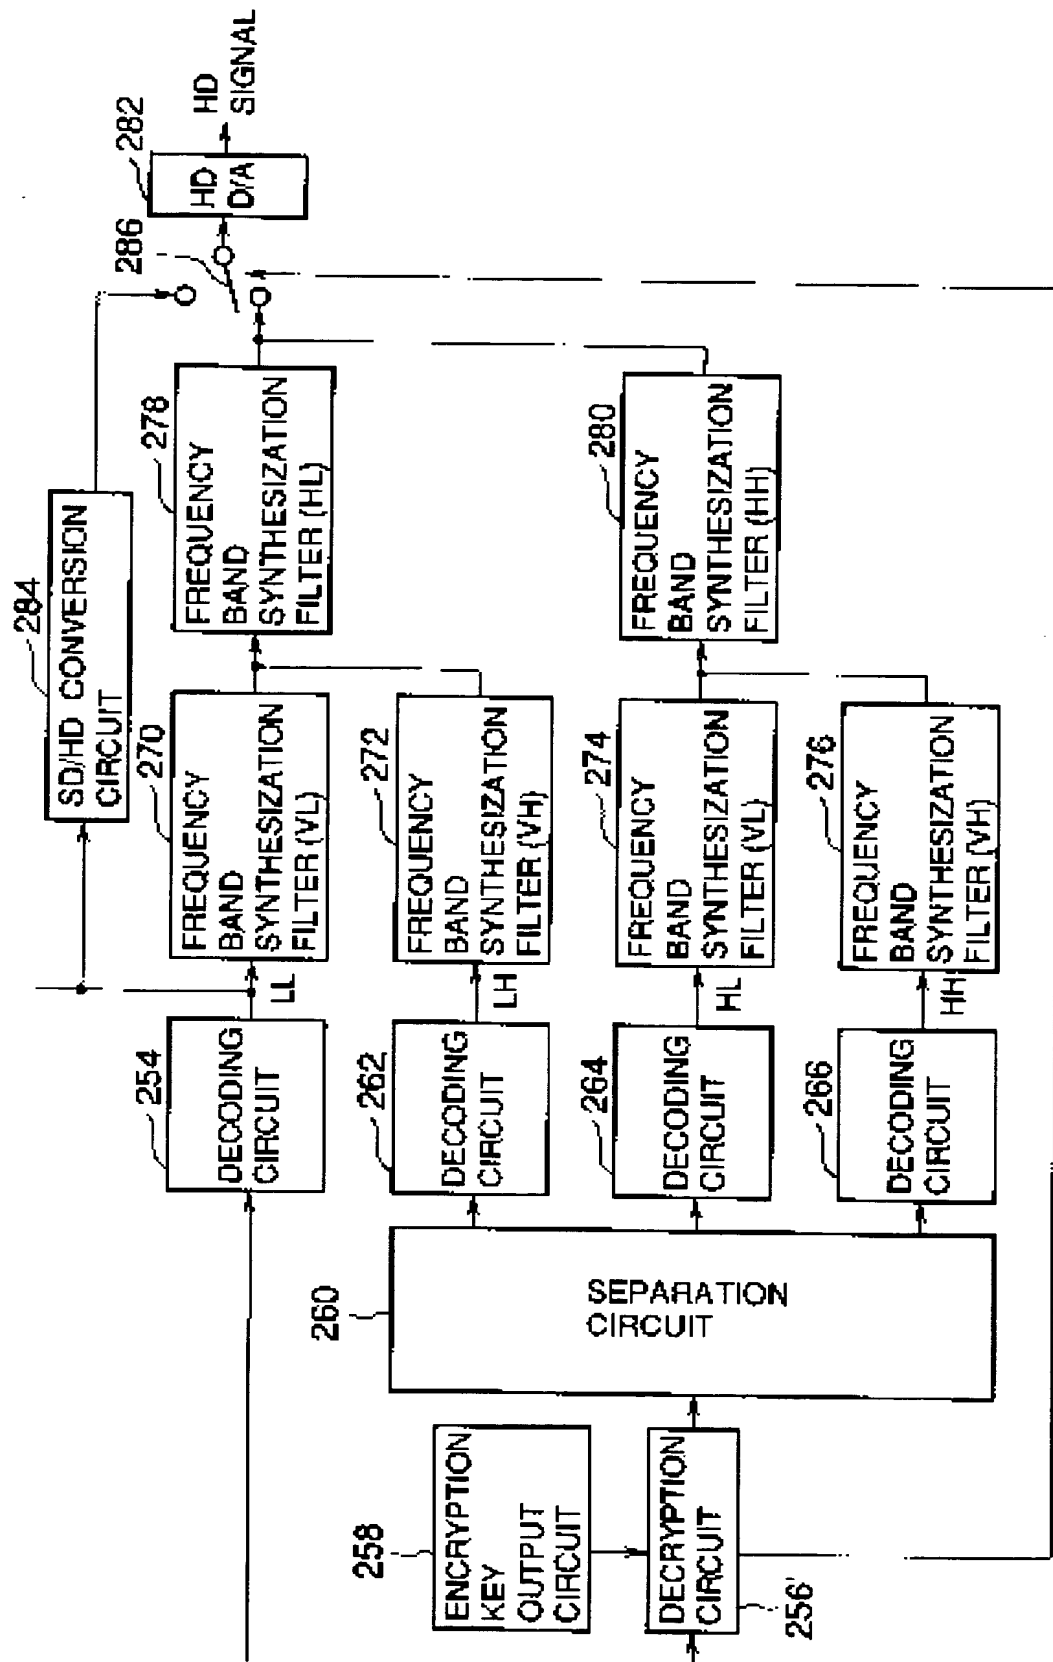 284
SD/HD CONVERSION
CIRCUIT
286
282
HD
D/A
HD
SIGNAL
254
DECODING
CIRCUIT
LL
270
FREQUENCY
BAND
SYNTHESIZATION
FILTER (VL)
278
FREQUENCY
BAND
SYNTHESIZATION
FILTER (HL)
262
DECODING
CIRCUIT
LH
272
FREQUENCY
BAND
SYNTHESIZATION
FILTER (VH)
260
SEPARATION
CIRCUIT
258
ENCRYPTION
KEY
OUTPUT
CIRCUIT
264
DECODING
CIRCUIT
HL
274
FREQUENCY
BAND
SYNTHESIZATION
FILTER (VL)
280
FREQUENCY
BAND
SYNTHESIZATION
FILTER (HH)
DECRYPTION
CIRCUIT
256
266
DECODING
CIRCUIT
HH
276
FREQUENCY
BAND
SYNTHESIZATION
FILTER (VH)